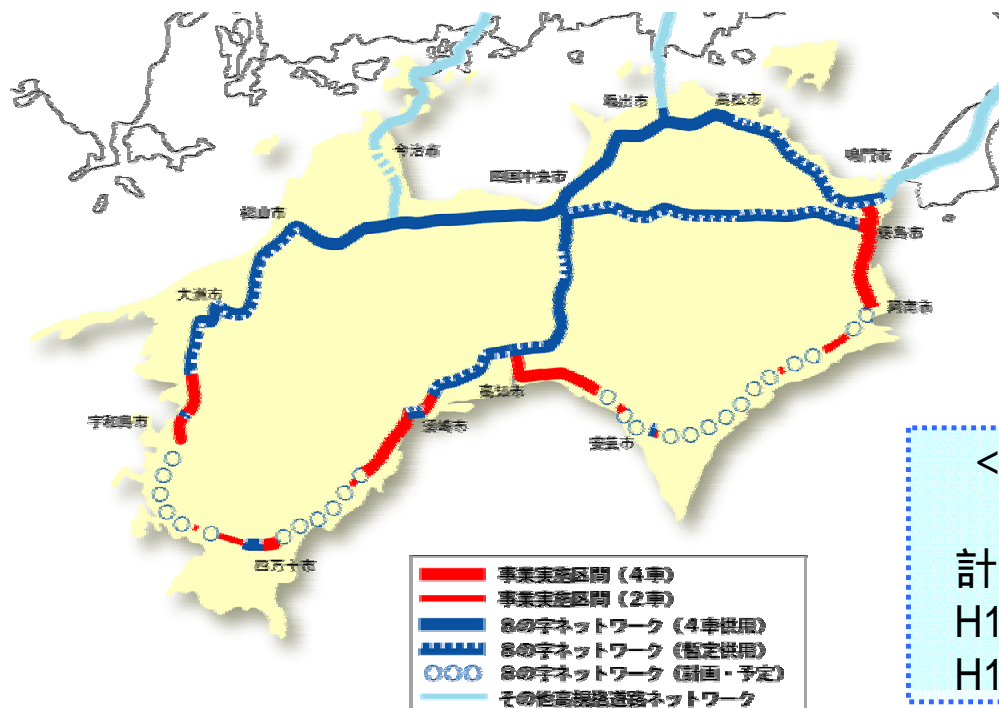 坂出市
高松市
鳴門市
今治市
四国中央市
松山市
徳島市
大洲市
阿南市
高知市
宇和島市
須崎市
安芸市
四万十市
事業実施区間（４車）
事業実施区間（２車）
８の字ネットワーク（４車供用）
８の字ネットワーク（暫定供用）
８の字ネットワーク（計画・予定）
その他高規格道路ネットワーク
<
計
H1
H1